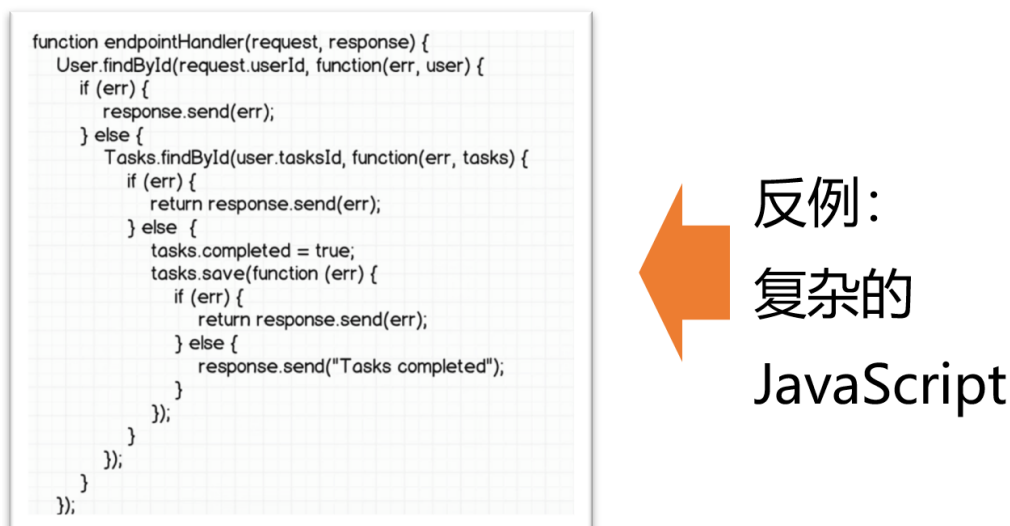 function endpointHandler(request, response) {
User.findById(request.userId, function(err, user) {
if (err) {
response.send(err);
} else {
Tasks.findById(user.tasksId, function(err, tasks) {
if (err) {
return response.send(err);
} else {
tasks.completed = true;
tasks.save(function (err) {
if (err) {
return response.send(err);
} else {
response.send("Tasks completed");
}
});
}
});
}
});
反例：
复杂的
JavaScript